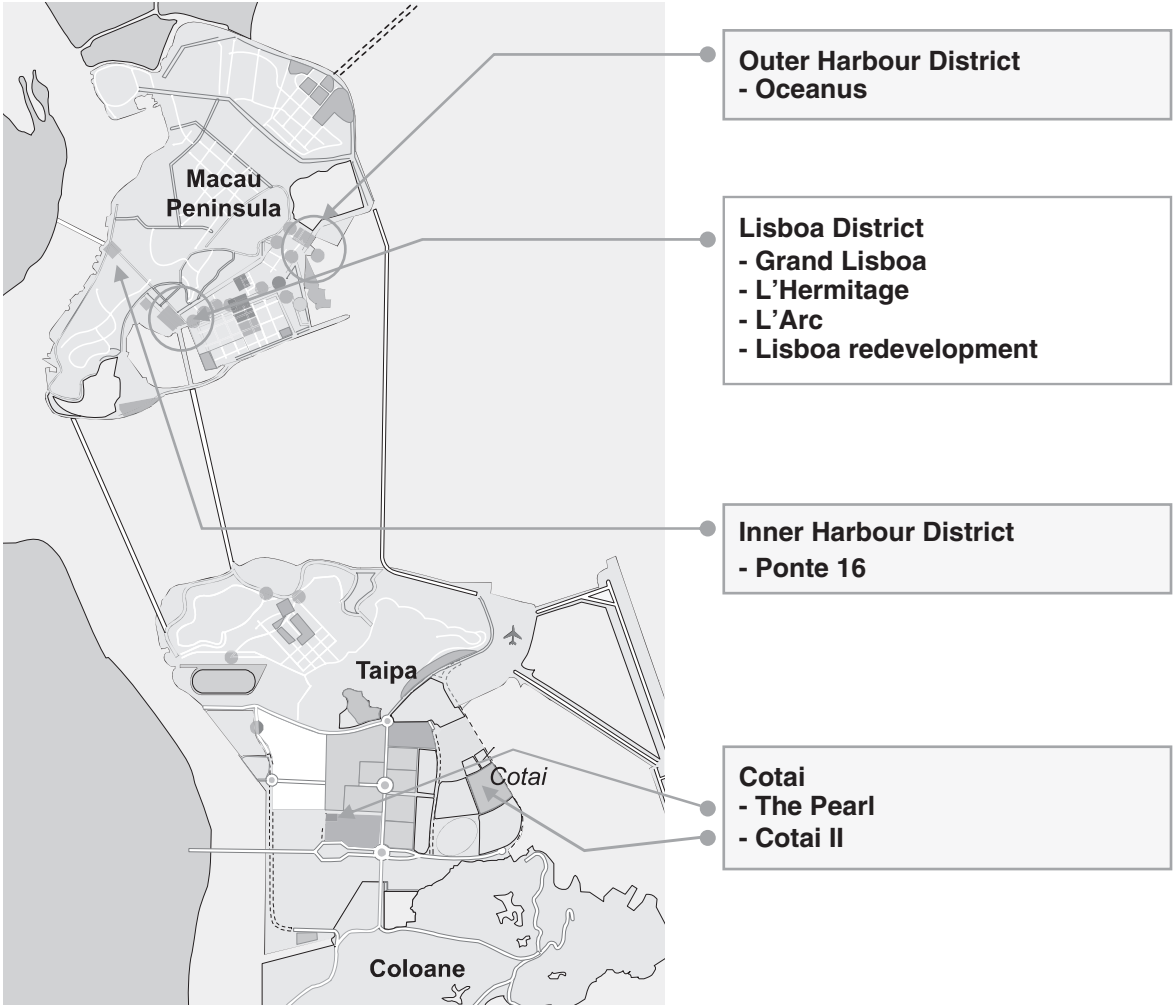 Outer Harbour District
- Oceanus
Macau
Peninsula
Lisboa District
- Grand Lisboa
- L'Hermitage
- L'Arc
- Lisboa redevelopment
Inner Harbour District
- Ponte 16
Taipa
Cotai
Cotai
- The Pearl
- Cotai II
Coloane